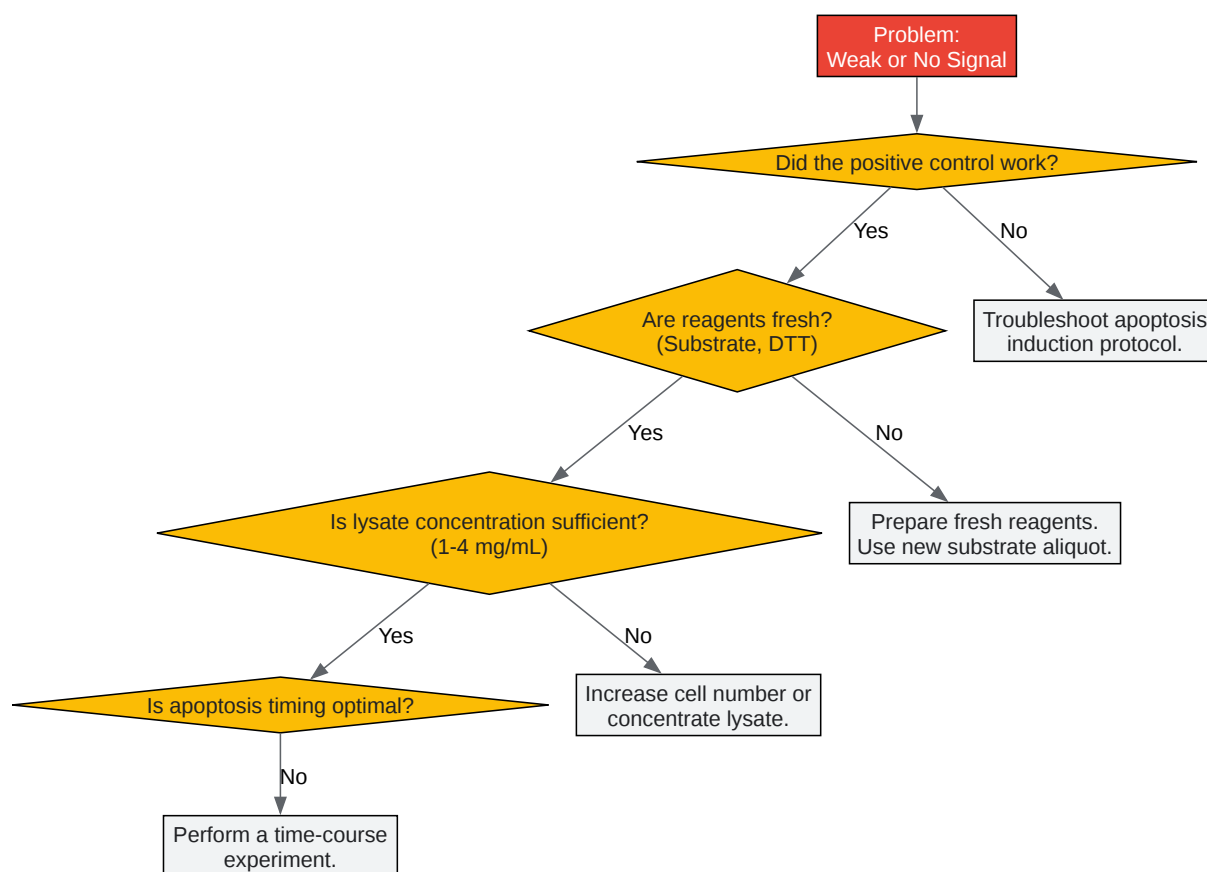 Problem:
Weak or No Signal
Did the positive control work?
Yes
No
Are reagents fresh?
(Substrate, DTT)
Troubleshoot apoptosis
induction protocol.
Yes
No
Is lysate concentration sufficient?
(1-4 mg/mL)
Prepare fresh reagents.
Use new substrate aliquot.
Yes
No
Is apoptosis timing optimal?
Increase cell number or
concentrate lysate.
No
Perform a time-course
experiment.